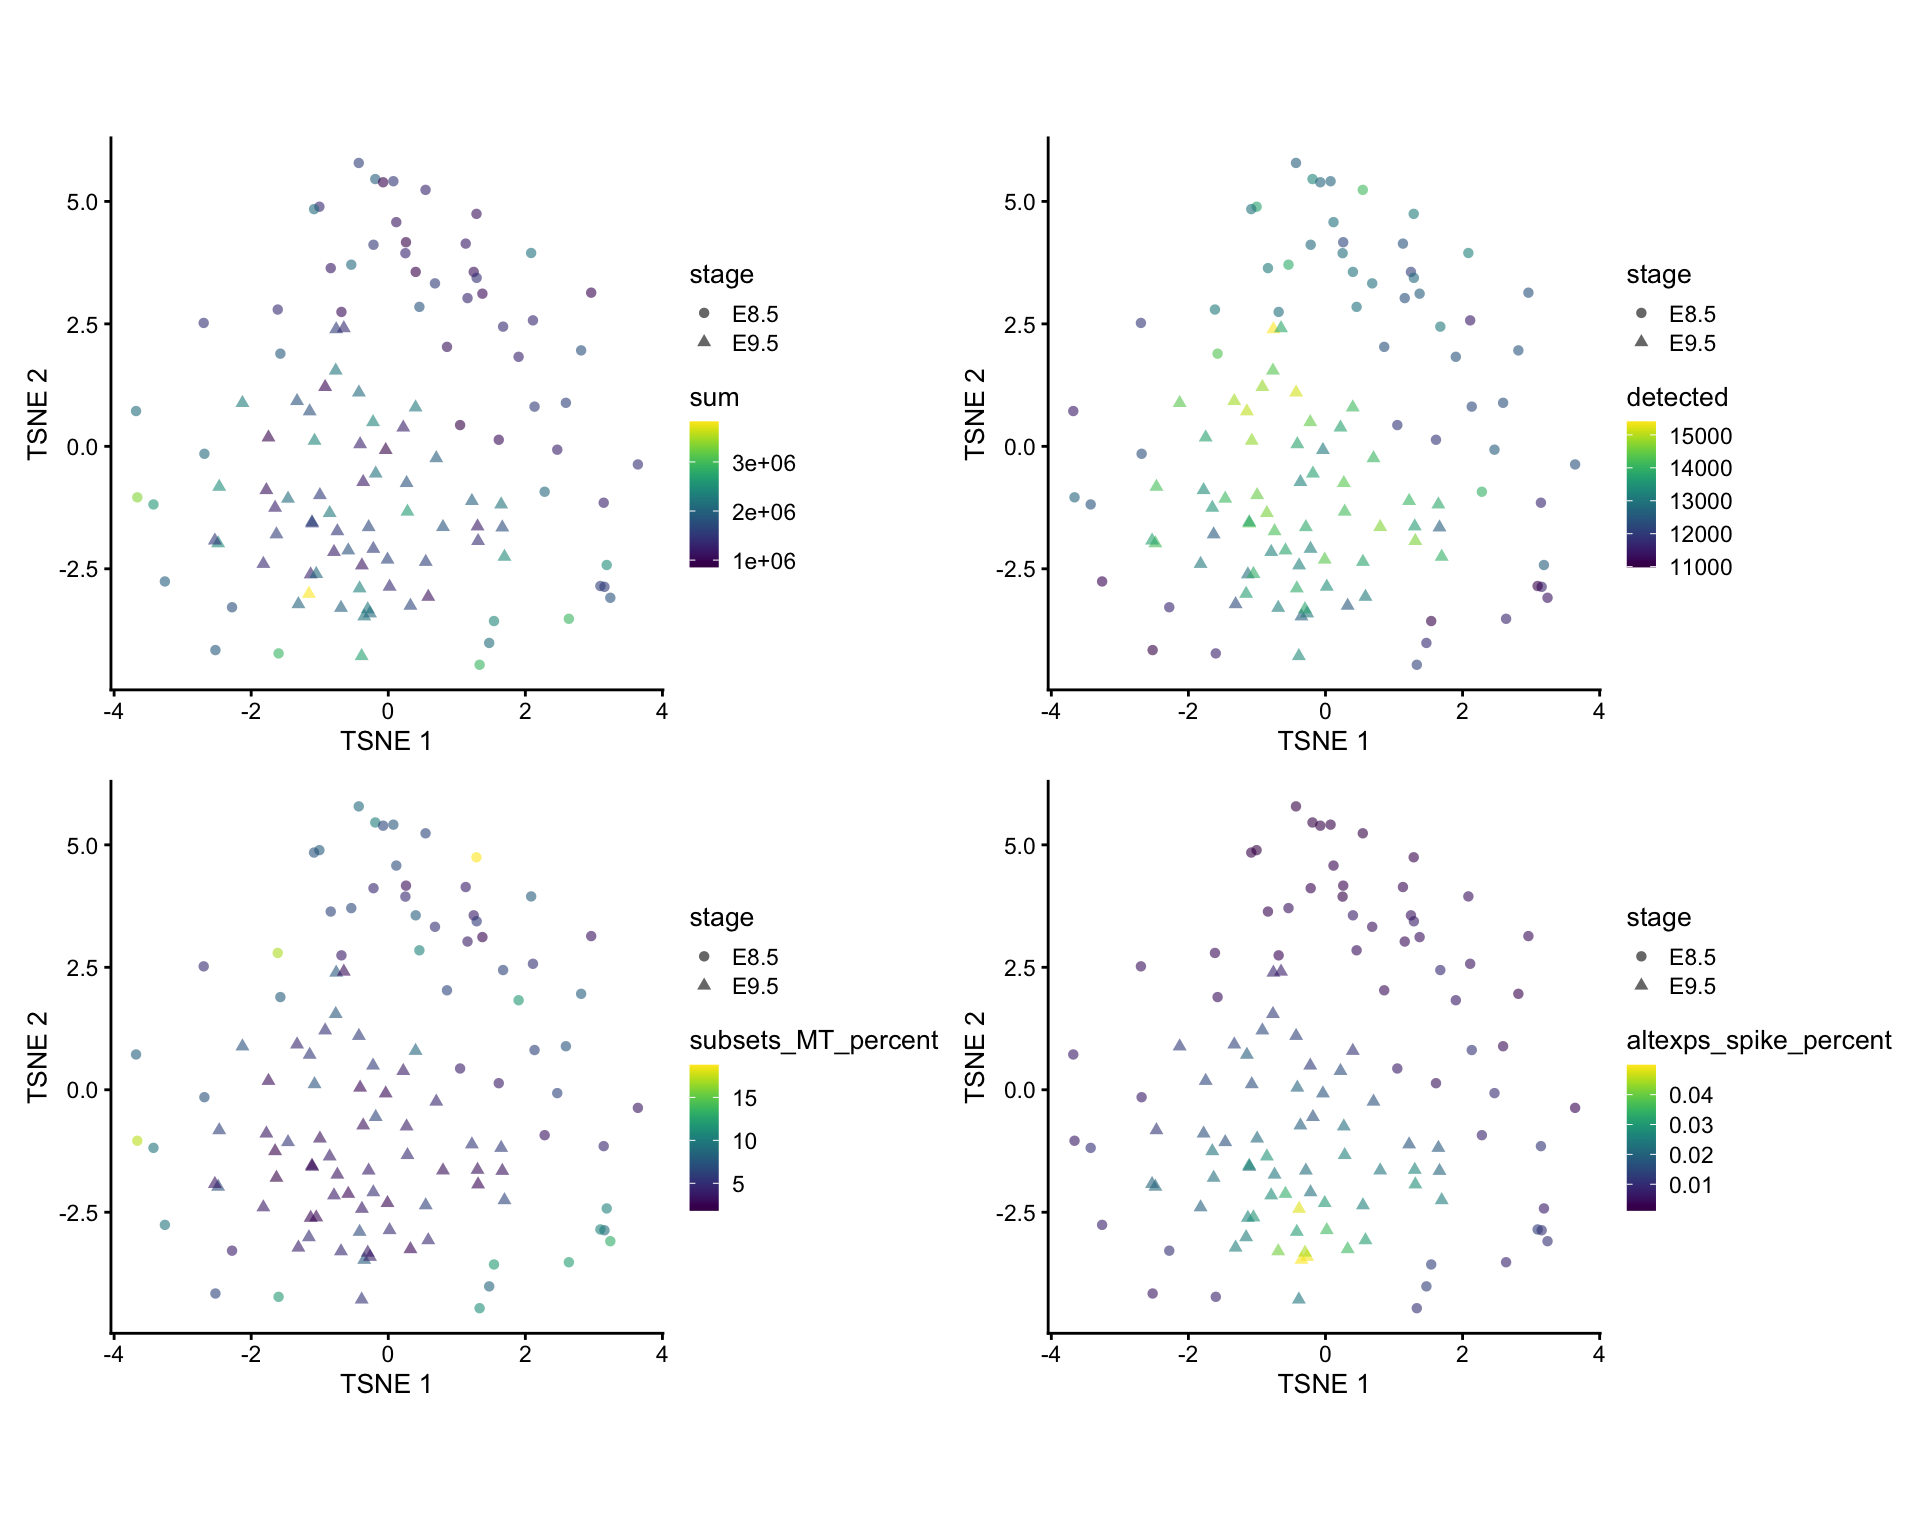 TSNE 2
5.0
2.5
0.0
-2.5
-4 -2 0 2 4
TSNE 1
stage
E8.5
E9.5
sum
3e+06
2e+06
1e+06
TSNE 2
5.0
2.5
0.0
-2.5
-4 -2 0 2 4
TSNE 1
stage
E8.5
E9.5
detected
15000
14000
13000
12000
11000
TSNE 2
5.0
2.5
0.0
-2.5
-4 -2 0 2 4
TSNE 1
stage
E8.5
E9.5
subsets_MT_percent
15
10
5
TSNE 2
5.0
2.5
0.0
-2.5
-4 -2 0 2 4
TSNE 1
stage
E8.5
E9.5
altexps_spike_percent
0.04
0.03
0.02
0.01